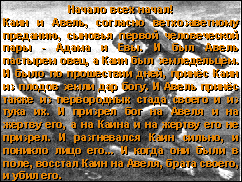 Начало всех начал!
Каин и Авель, согласно ветхозаветному
преданию, сыновья первой человеческой
пары - Адама и Евы. И был Авель
пастырем овец, а Каин был земледельцем.
И было по прошествии дней, принёс Каин
из плодов земли дар богу, И Авель принёс
также из первородных стада своего и из
тука их. И призрел бог на Авеля и на
жертву его, а на Каина и на жертву его не
призрел. И разгневался Каин сильно, и
поникло лицо его... И когда они были в
поле, восстал Каин на Авеля, брата своего,
и убил его.